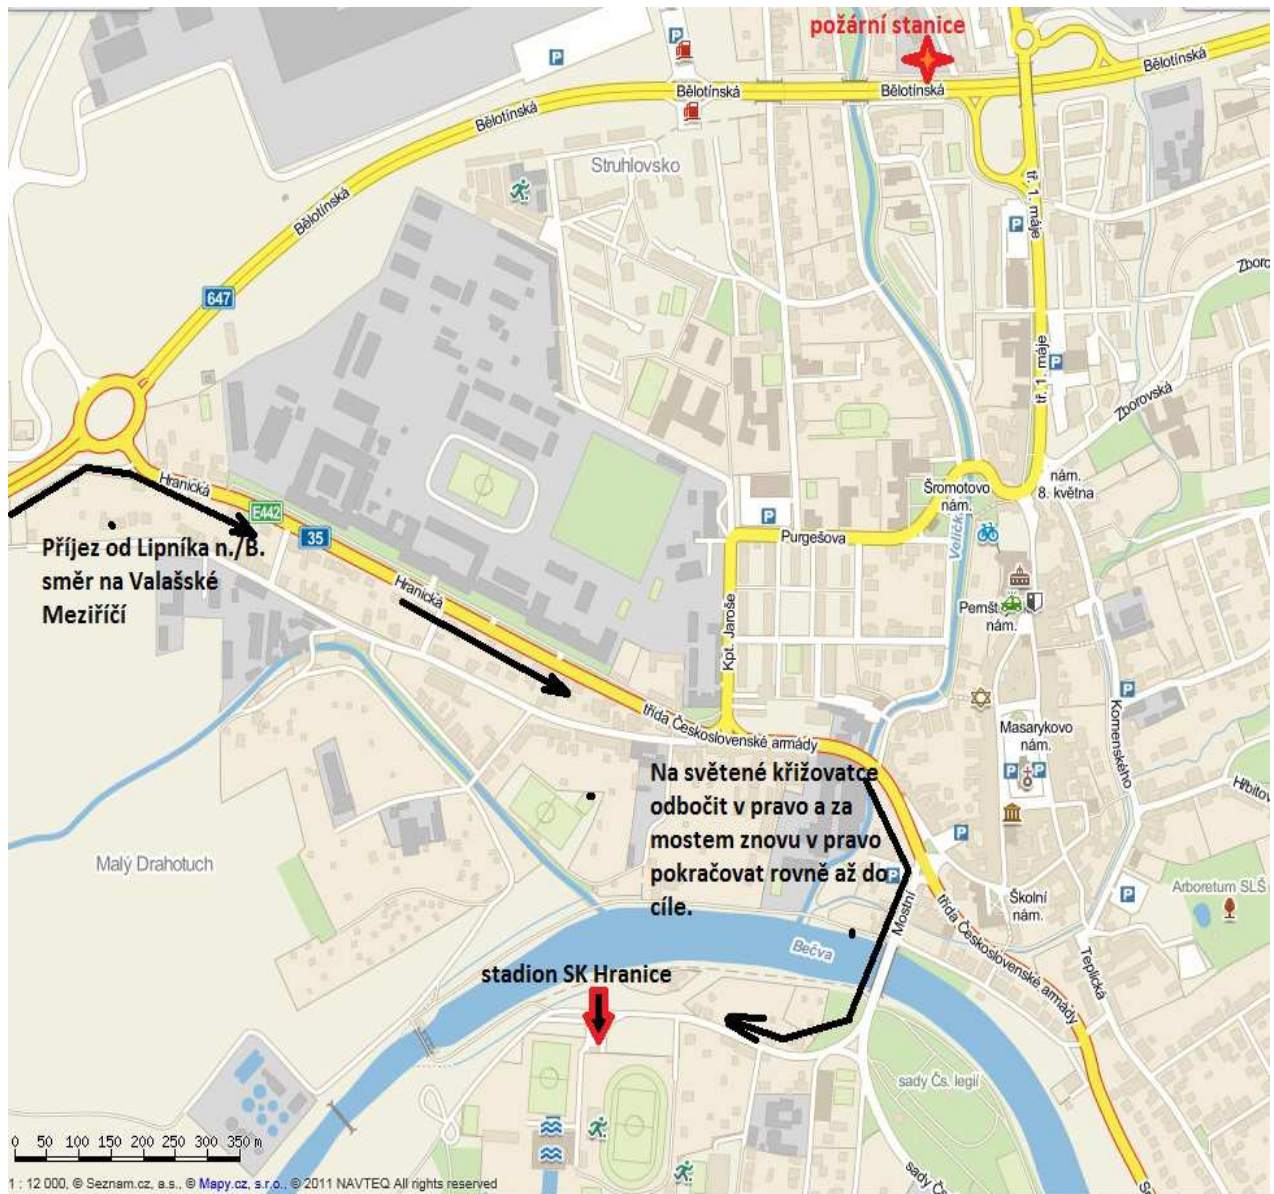 požární stanice
Bělotínská
Bělotínská
Bělotínská
Bělotínská
Struhlovsko
Bělotínská
tř. 1. máje
647
tř. 1. máje
Zborovská
Hranická
E442
35
Šromotovo
nám.
nám.
8. května
Purgešova
Příjez od Lipníka n./B.
směr na Valašské
Meziříčí
Hranická
Kpt. Jaroše
nám.
třída Československé armády
Masarykovo
nám.
Komenského
Na světené křižovatce
odbočit v pravo a za
mostem znovu v pravo
pokračovat rovně až do
cíle.
Malý Drahotuch
Školní
nám.
Arboretum SLŠ
Mostní
třída Československé armády
Bečva
Teplická
stadion SK Hranice
sady Čs. legií
0 50 100 150 200 250 300 350 m
1 : 12 000, © Seznam.cz, a.s., © Mapy.cz, s.r.o., © 2011 NAVTEQ All rights reserved